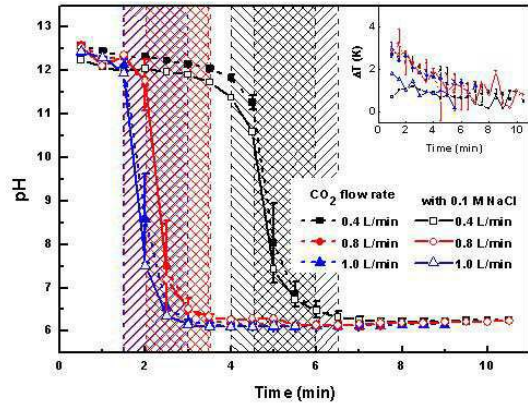 pH
13
12
11
10
9
8
7
6
0 2 4 6 8 10
Time (min)
ΔT (K)
4
2
0
0 2 4 6 8 10
Time (min)
CO2 flow rate with 0.1 M NaCl
0.4 L/min 0.4 L/min
0.8 L/min 0.8 L/min
1.0 L/min 1.0 L/min